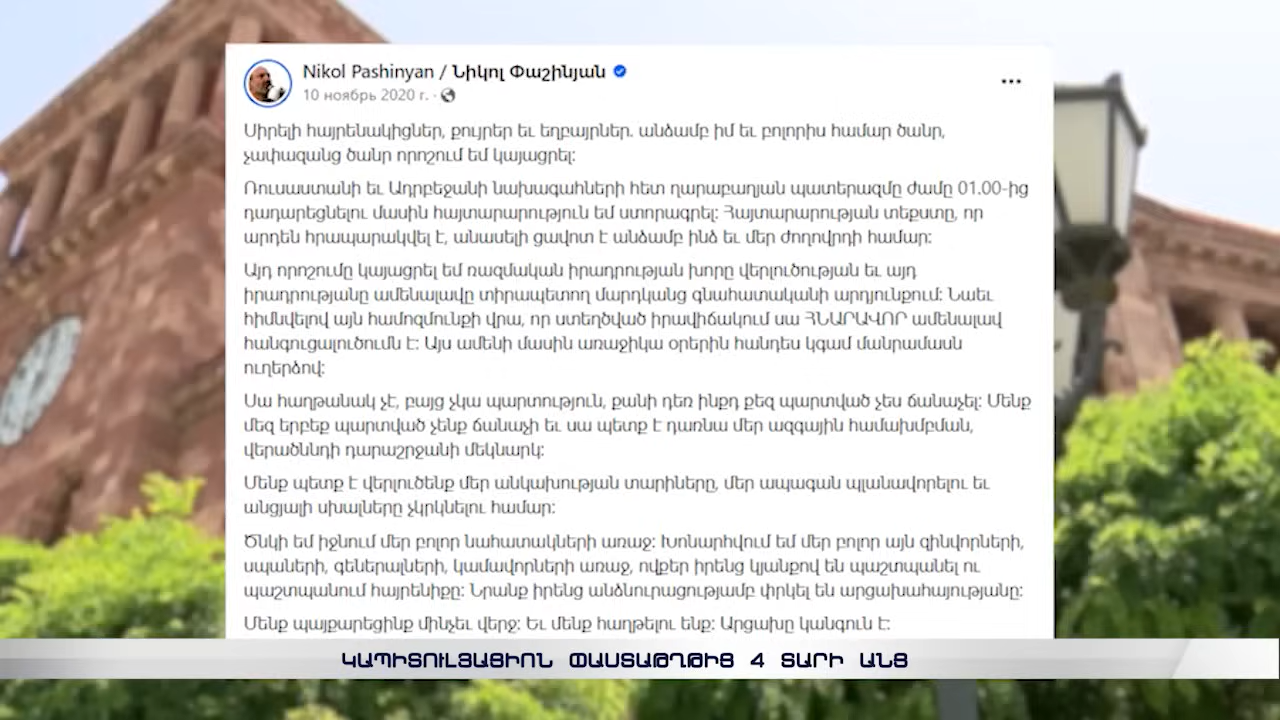 Nikol Pashinyan / Նիկոլ Փաշինյան
10 ноябрь 2020 г. ·
Սիրելի հայրենակիցներ, քույրեր եւ եղբայրներ. անձամբ իմ եւ բոլորիս համար ծանր,
չափազանց ծանր որոշում եմ կայացրել:
Ռուսաստանի եւ Ադրբեջանի նախագահների հետ ղարաբաղյան պատերազմը ժամը 01.00-ից
դադարեցնելու մասին հայտարարություն եմ ստորագրել: Հայտարարության տեքստը, որ
արդեն հրապարակվել է, անասելի ցավոտ է անձամբ ինձ եւ մեր ժողովրդի համար:
Այդ որոշումը կայացրել եմ ռազմական իրադրության խորը վերլուծության եւ այդ
իրադրությանը ամենալավը տիրապետող մարդկանց գնահատականի արդյունքում: Նաեւ
հիմնվելով այն համոզմունքի վրա, որ ստեղծված իրավիճակում սա ՀՆԱՐԱՎՈՐ ամենալավ
հանգուցալուծումն է: Այս ամենի մասին առաջիկա օրերին հանդես կգամ մանրամասն
ուղերձով:
Սա հաղթանակ չէ, բայց չկա պարտություն, քանի դեռ ինքդ քեզ պարտված չես ճանաչել: Մենք
մեզ երբեք պարտված չենք ճանաչի եւ սա պետք է դառնա մեր ազգային համախմբման,
վերածննդի դարաշրջանի մեկնարկ:
Մենք պետք է վերլուծենք մեր անկախության տարիները, մեր ապագան պլանավորելու եւ
անցյալի սխալները չկրկնելու համար:
Ծնկի եմ իջնում մեր բոլոր նահատակների առաջ: Խոնարհվում եմ մեր բոլոր այն զինվորների,
սպաների, գեներալների, կամավորների առաջ, ովքեր իրենց կյանքով են պաշտպանել ու
պաշտպանում հայրենիքը: Նրանք իրենց անձնուրացությամբ փրկել են արցախահայությանը:
Մենք պայքարեցինք մինչեւ վերջ: Եւ մենք հաղթելու ենք: Արցախը կանգուն է:
ԿԱՊԻՏՈՒԼՅԱՑԻՈՆ ՓԱՍՏԱԹՂԹԻՑ 4 ՏԱՐԻ ԱՆՑ